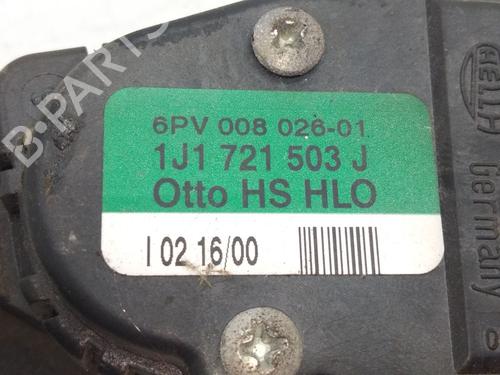 B-PARTS
HELLA
Germany
6PV 008 026-01
1J1 721 503 J
Otto HS HLO
I 02 16/00